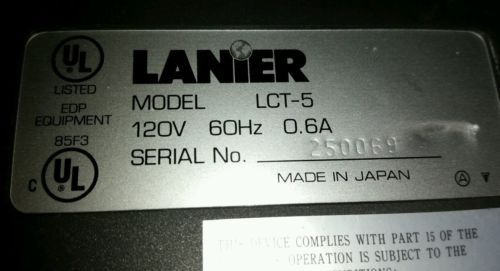 UL
LISTED
EDP
EQUIPMENT
85F3
C UL
LANIER
MODEL LCT-5
120V 60Hz 0.6A
SERIAL No. 250069
MADE IN JAPAN A
THIS DEVICE COMPLIES WITH PART 15 OF THE
OPERATION IS SUBJECT TO THE